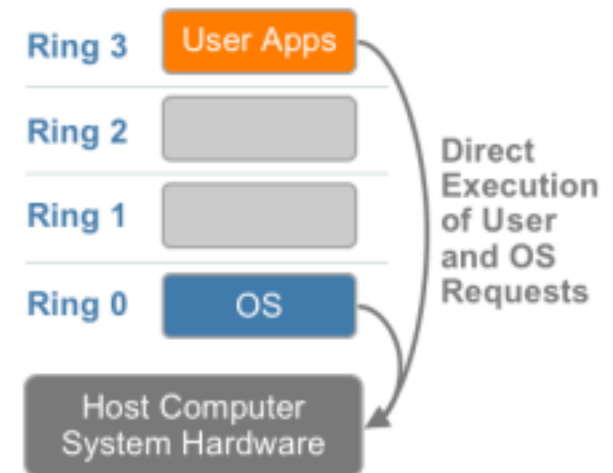 Ring 3
User Apps
Ring 2
Ring 1
Ring 0
OS
Direct
Execution
of User
and OS
Requests
Host Computer
System Hardware